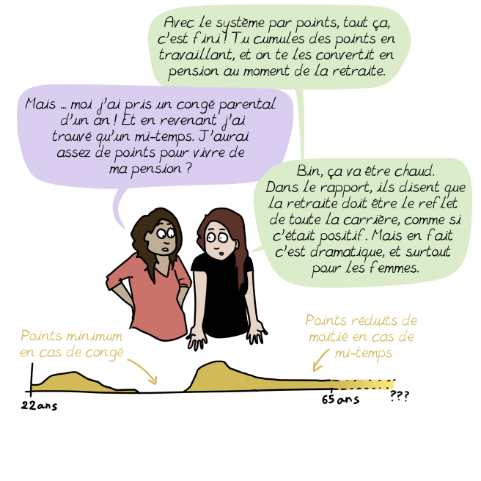 Avec le système par points, tout ça,
c'est fini ! Tu cumules des points en
travaillant, et on te les convertit en
pension au moment de la retraite.
Mais ... moi j'ai pris un congé parental
d'un an ! Et en revenant j'ai
trouvé qu'un mi-temps. J'aurai
assez de points pour vivre de
ma pension ?
Bin, ça va être chaud.
Dans le rapport, ils disent que
la retraite doit être le reflet
de toute la carrière, comme si
c'était positif. Mais en fait
c'est dramatique, et surtout
pour les femmes.
Points minimum
en cas de congé
Points réduits de
moitié en cas de
mi-temps
22 ans
65 ans
???